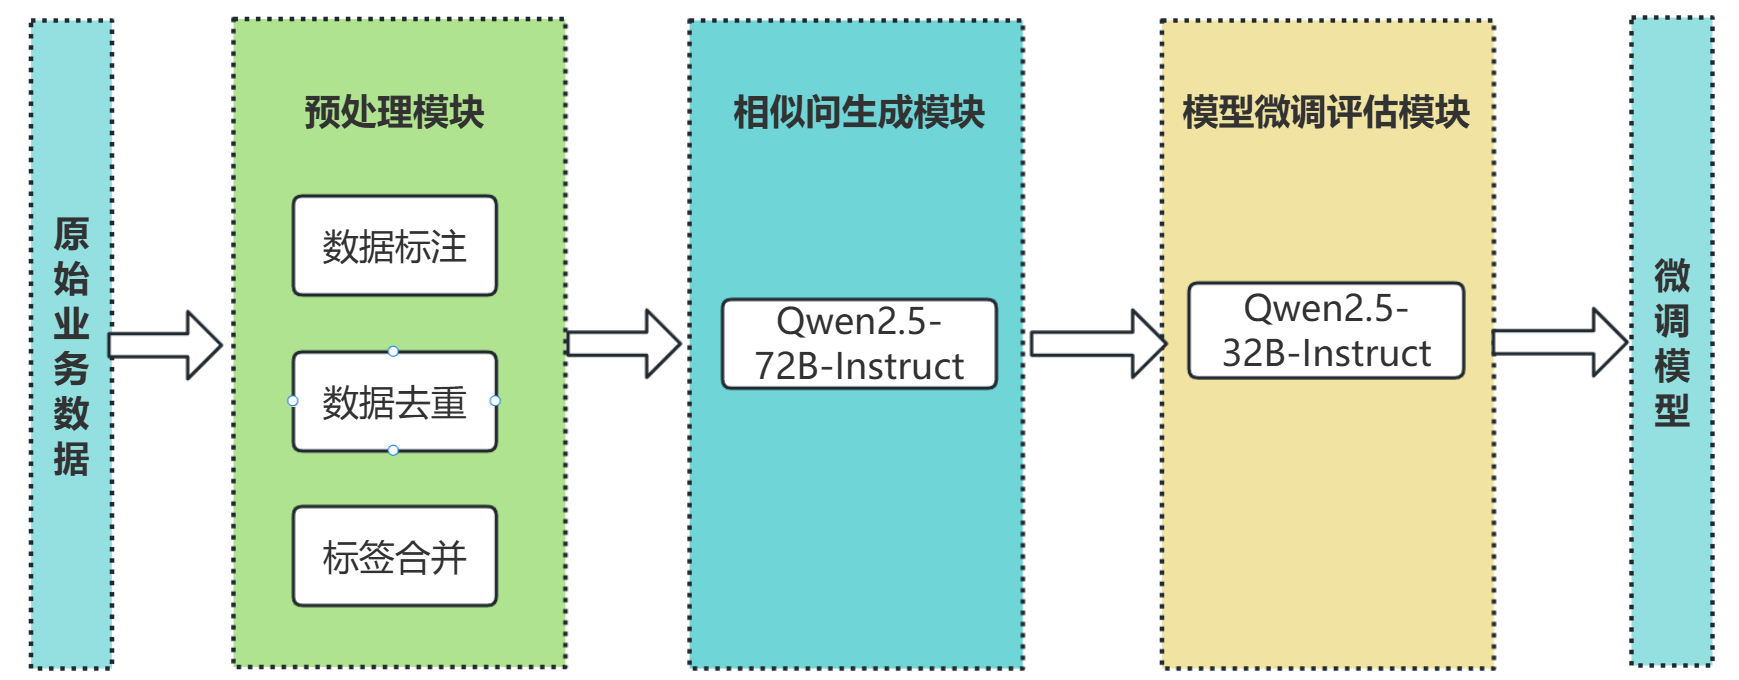 原始业务数据
预处理模块
数据标注
数据去重
标签合并
相似问生成模块
Qwen2.5-
72B-Instruct
模型微调评估模块
Qwen2.5-
32B-Instruct
微调模型